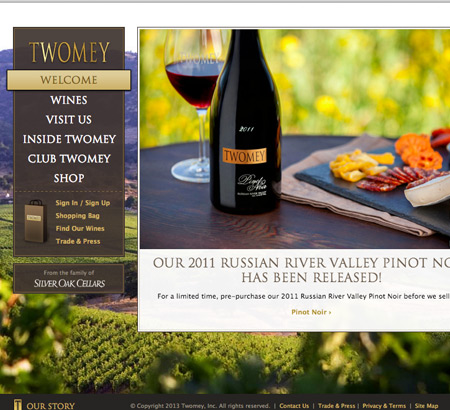 TWOMEY
WELCOME
WINES
VISIT US
INSIDE TWOMEY
CLUB TWOMEY
SHOP
Sign In / Sign Up
Shopping Bag
Find Our Wines
Trade & Press
From the family of
SILVER OAK CELLARS
2011
TWOMEY
Pinot Noir
OUR 2011 RUSSIAN RIVER VALLEY PINOT NO
HAS BEEN RELEASED!
For a limited time, pre-purchase our 2011 Russian River Valley Pinot Noir before we sell
Pinot Noir ›
T OUR STORY
© Copyright 2013 Twomey, Inc. All rights reserved. | Contact Us | Trade & Press | Privacy & Terms | Site Map